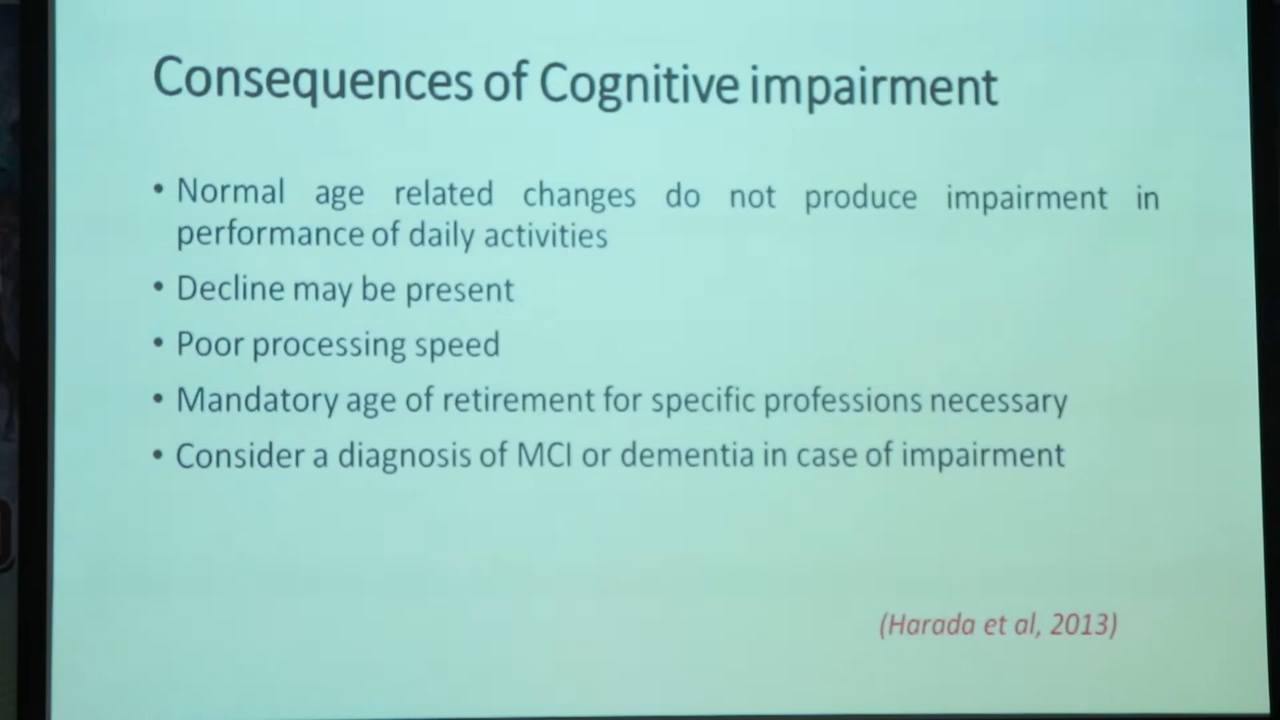 Consequences of Cognitive impairment
• Normal age related changes do not produce impairment in
performance of daily activities
• Decline may be present
• Poor processing speed
• Mandatory age of retirement for specific professions necessary
• Consider a diagnosis of MCI or dementia in case of impairment
(Harada et al, 2013)